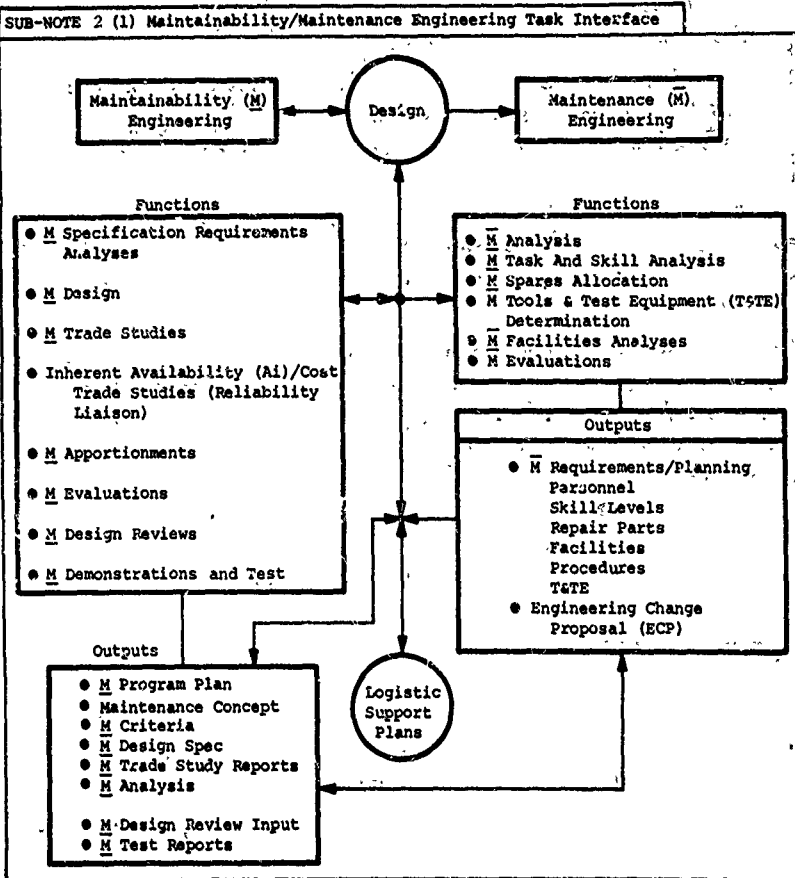 SUB-NOTE 2 (1) Maintainability/Maintenance Engineering Task Interface
Maintainability (M̲)
Engineering
Design
Maintenance (M̅)
Engineering
Functions
● M̲ Specification Requirements
Analyses
● M̲ Design
● M̲ Trade Studies
● Inherent Availability (Ai)/Cost
Trade Studies (Reliability
Liaison)
● M̲ Apportionments
● M̲ Evaluations
● M̲ Design Reviews
● M̲ Demonstrations and Test
Functions
● M̅ Analysis
● M̅ Task And Skill Analysis
● M̅ Spares Allocation
● M̅ Tools & Test Equipment (T&TE)
Determination
● M̅ Facilities Analyses
● M̅ Evaluations
Outputs
● M̅ Requirements/Planning
Personnel
Skill Levels
Repair Parts
Facilities
Procedures
T&TE
● Engineering Change
Proposal (ECP)
Outputs
● M̲ Program Plan
● Maintenance Concept
● M̲ Criteria
● M̲ Design Spec
● M̲ Trade Study Reports
● M̲ Analysis
● M̲ Design Review Input
● M̲ Test Reports
Logistic
Support
Plans